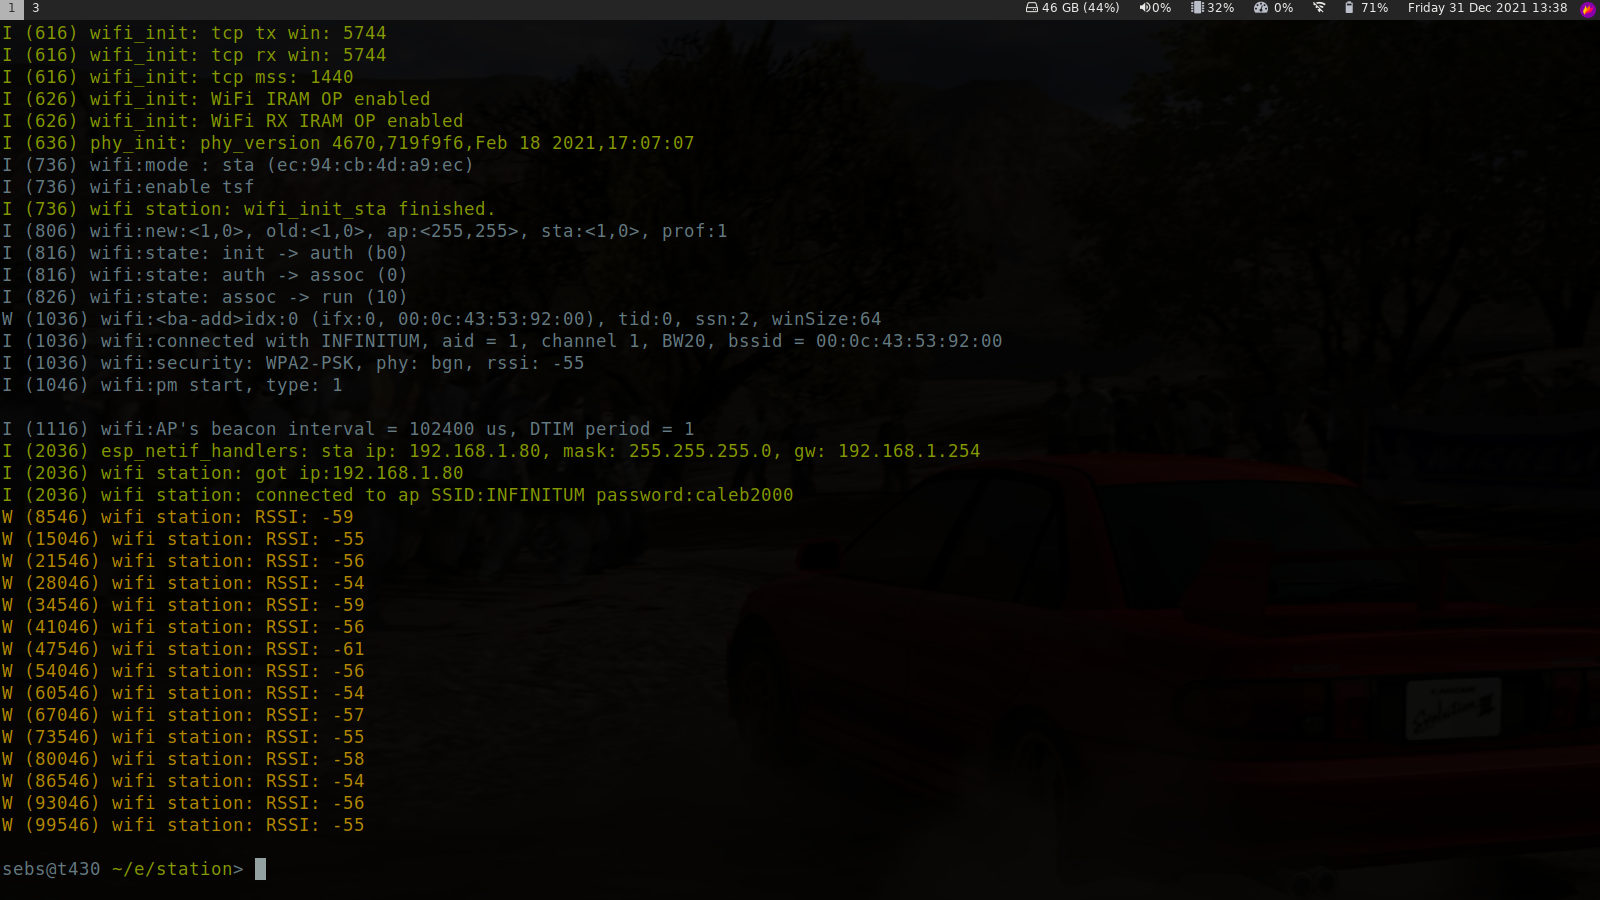 1 3 46 GB (44%) 0% 32% 0% 71% Friday 31 Dec 2021 13:38
I (616) wifi_init: tcp tx win: 5744
I (616) wifi_init: tcp rx win: 5744
I (616) wifi_init: tcp mss: 1440
I (626) wifi_init: WiFi IRAM OP enabled
I (626) wifi_init: WiFi RX IRAM OP enabled
I (636) phy_init: phy_version 4670,719f9f6,Feb 18 2021,17:07:07
I (736) wifi:mode : sta (ec:94:cb:4d:a9:ec)
I (736) wifi:enable tsf
I (736) wifi station: wifi_init_sta finished.
I (806) wifi:new:<1,0>, old:<1,0>, ap:<255,255>, sta:<1,0>, prof:1
I (816) wifi:state: init -> auth (b0)
I (816) wifi:state: auth -> assoc (0)
I (826) wifi:state: assoc -> run (10)
W (1036) wifi:<ba-add>idx:0 (ifx:0, 00:0c:43:53:92:00), tid:0, ssn:2, winSize:64
I (1036) wifi:connected with INFINITUM, aid = 1, channel 1, BW20, bssid = 00:0c:43:53:92:00
I (1036) wifi:security: WPA2-PSK, phy: bgn, rssi: -55
I (1046) wifi:pm start, type: 1
I (1116) wifi:AP's beacon interval = 102400 us, DTIM period = 1
I (2036) esp_netif_handlers: sta ip: 192.168.1.80, mask: 255.255.255.0, gw: 192.168.1.254
I (2036) wifi station: got ip:192.168.1.80
I (2036) wifi station: connected to ap SSID:INFINITUM password:caleb2000
W (8546) wifi station: RSSI: -59
W (15046) wifi station: RSSI: -55
W (21546) wifi station: RSSI: -56
W (28046) wifi station: RSSI: -54
W (34546) wifi station: RSSI: -59
W (41046) wifi station: RSSI: -56
W (47546) wifi station: RSSI: -61
W (54046) wifi station: RSSI: -56
W (60546) wifi station: RSSI: -54
W (67046) wifi station: RSSI: -57
W (73546) wifi station: RSSI: -55
W (80046) wifi station: RSSI: -58
W (86546) wifi station: RSSI: -54
W (93046) wifi station: RSSI: -56
W (99546) wifi station: RSSI: -55
sebs@t430 ~/e/station>